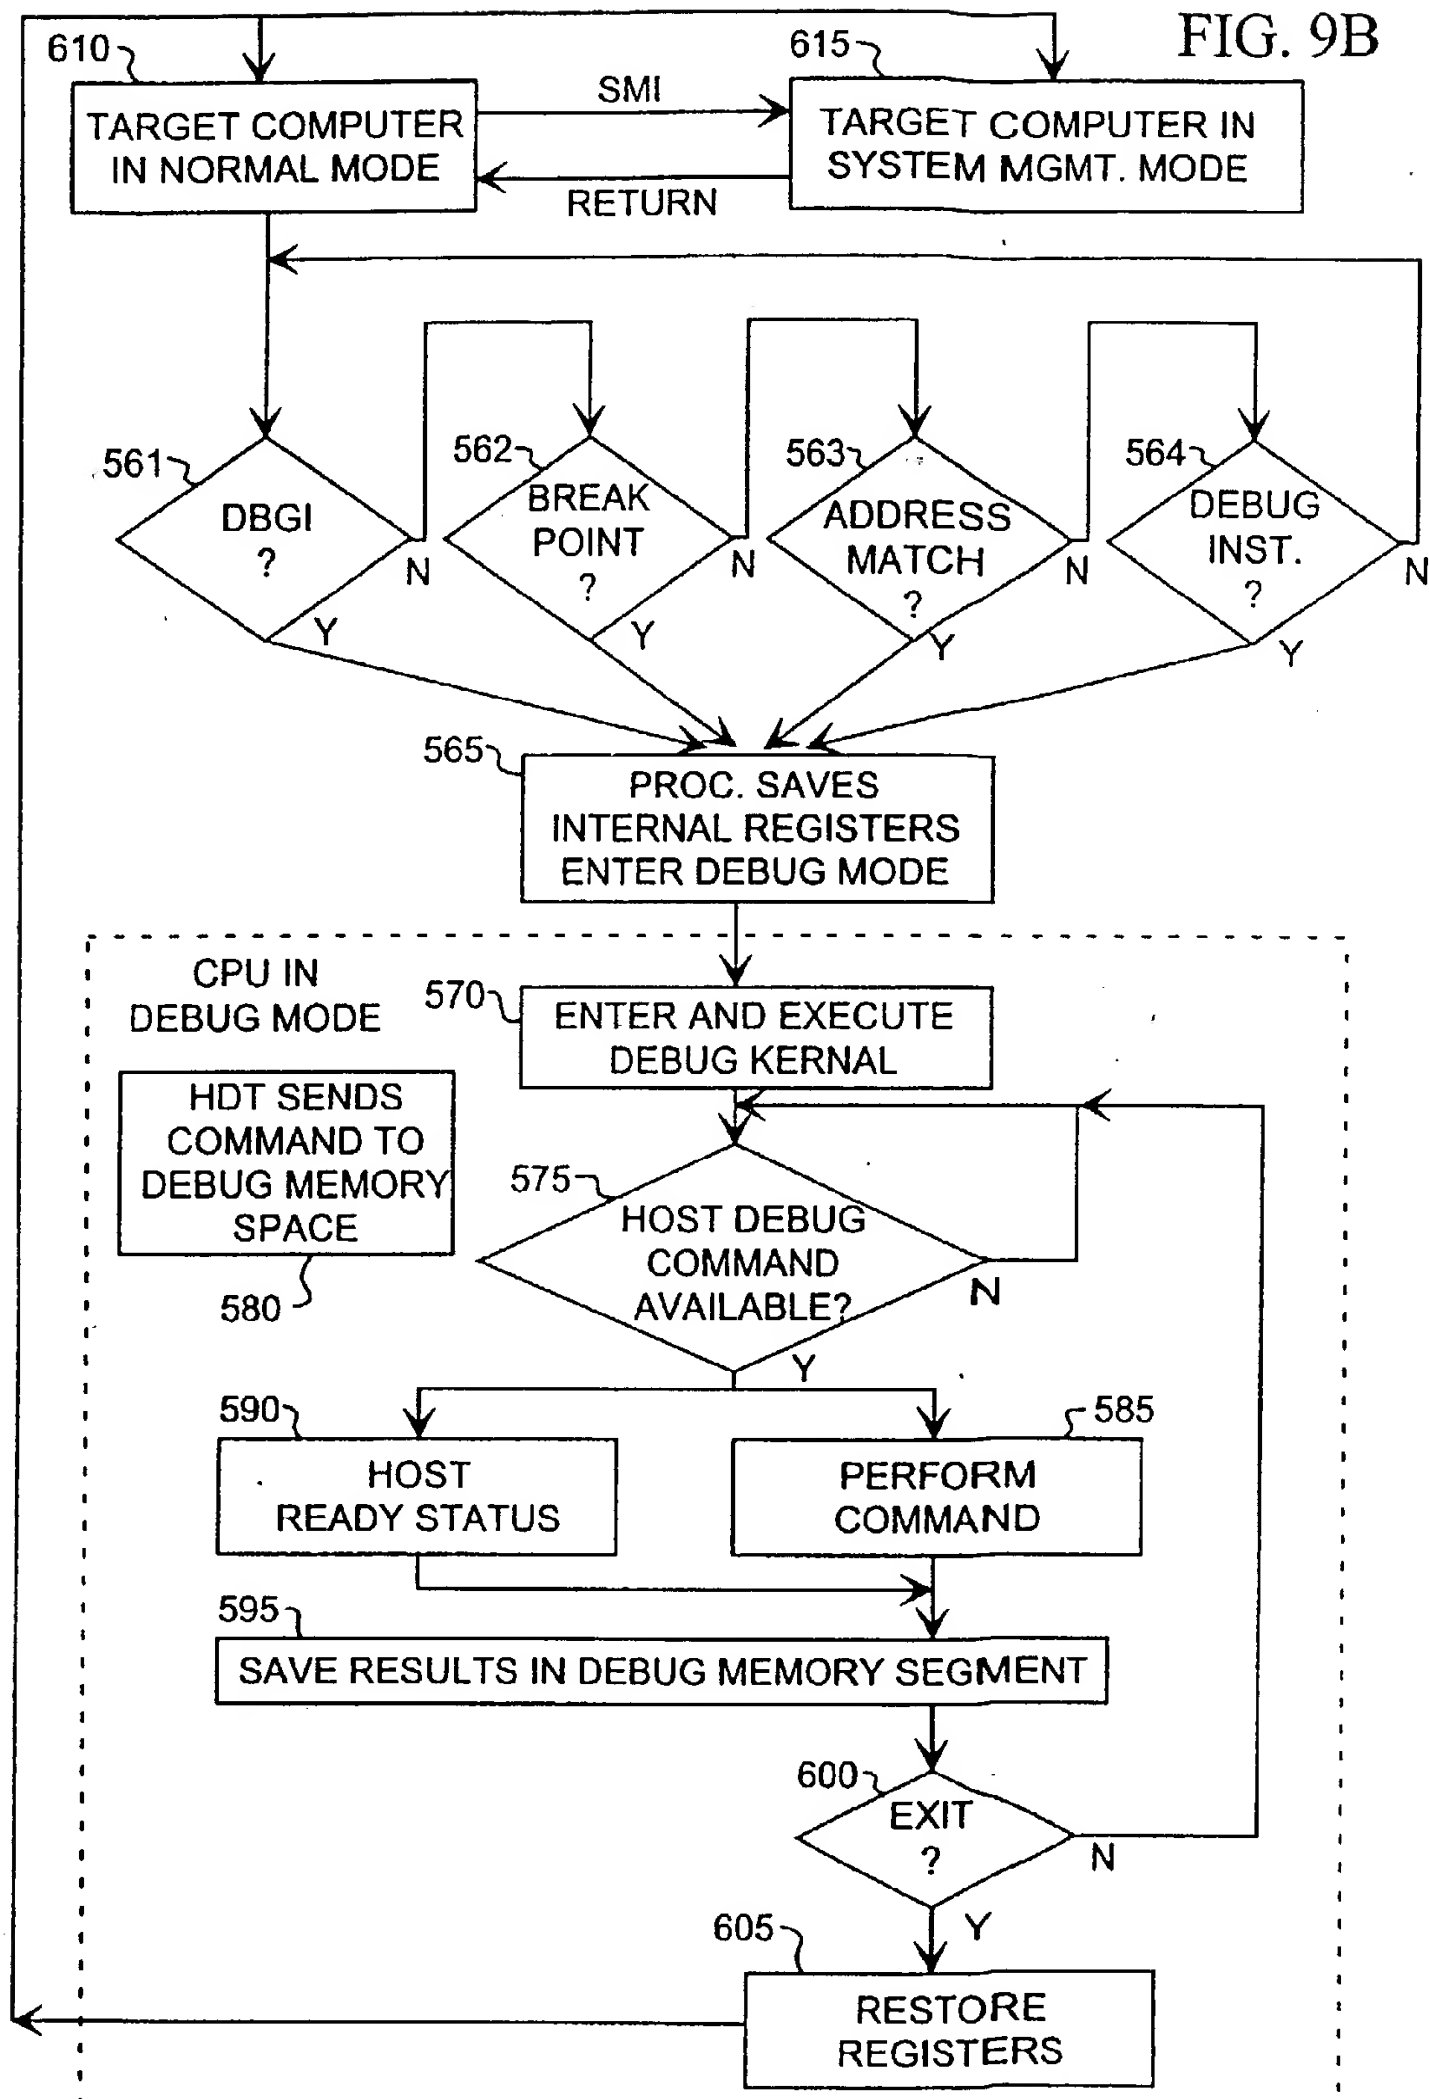 FIG. 9B
610
615
TARGET COMPUTER
IN NORMAL MODE
SMI
RETURN
TARGET COMPUTER IN
SYSTEM MGMT. MODE
561
DBGI
?
N
Y
562
BREAK
POINT
?
N
Y
563
ADDRESS
MATCH
?
N
Y
564
DEBUG
INST.
?
N
Y
565
PROC. SAVES
INTERNAL REGISTERS
ENTER DEBUG MODE
CPU IN
DEBUG MODE
570
ENTER AND EXECUTE
DEBUG KERNAL
HDT SENDS
COMMAND TO
DEBUG MEMORY
SPACE
580
575
HOST DEBUG
COMMAND
AVAILABLE?
N
Y
590
HOST
READY STATUS
585
PERFORM
COMMAND
595
SAVE RESULTS IN DEBUG MEMORY SEGMENT
600
EXIT
?
N
Y
605
RESTORE
REGISTERS